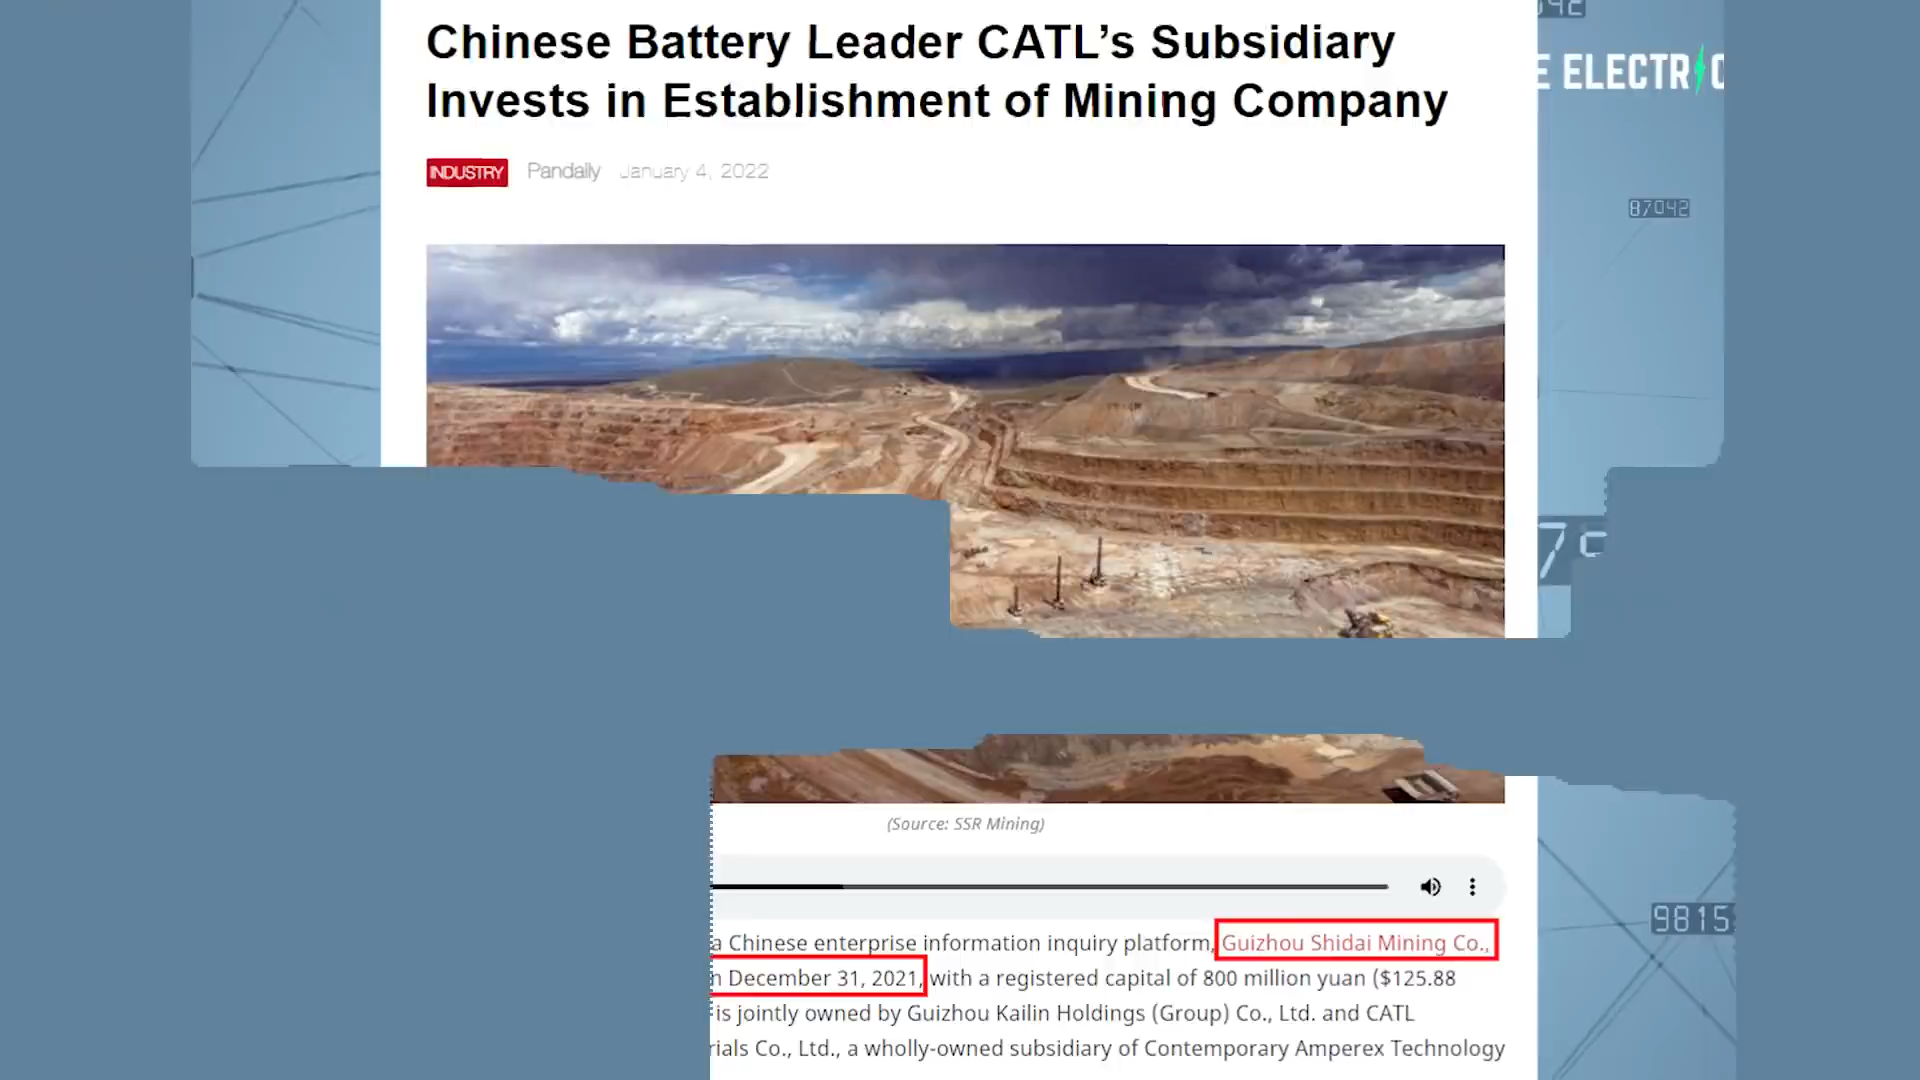 Chinese Battery Leader CATL's Subsidiary
Invests in Establishment of Mining Company
E ELECTR
INDUSTRY Pandaily January 4, 2022
87042
(Source: SSR Mining)
9815
a Chinese enterprise information inquiry platform, Guizhou Shidai Mining Co.,
December 31, 2021, with a registered capital of 800 million yuan ($125.88
is jointly owned by Guizhou Kailin Holdings (Group) Co., Ltd. and CATL
Co., Ltd., a wholly-owned subsidiary of Contemporary Amperex Technology